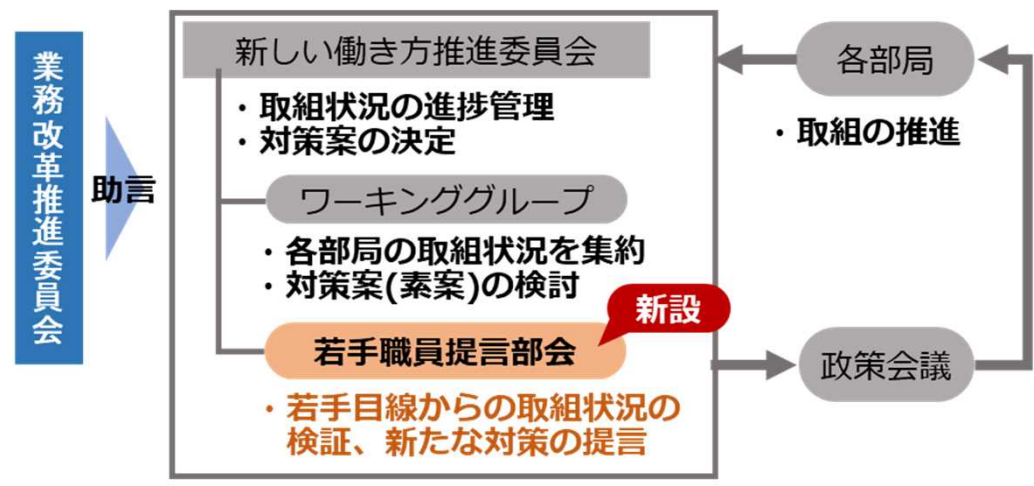 業務改革推進委員会
助言
新しい働き方推進委員会
・取組状況の進捗管理
・対策案の決定
ワーキンググループ
・各部局の取組状況を集約
・対策案(素案)の検討
新設
若手職員提言部会
・若手目線からの取組状況の
検証、新たな対策の提言
各部局
・取組の推進
政策会議